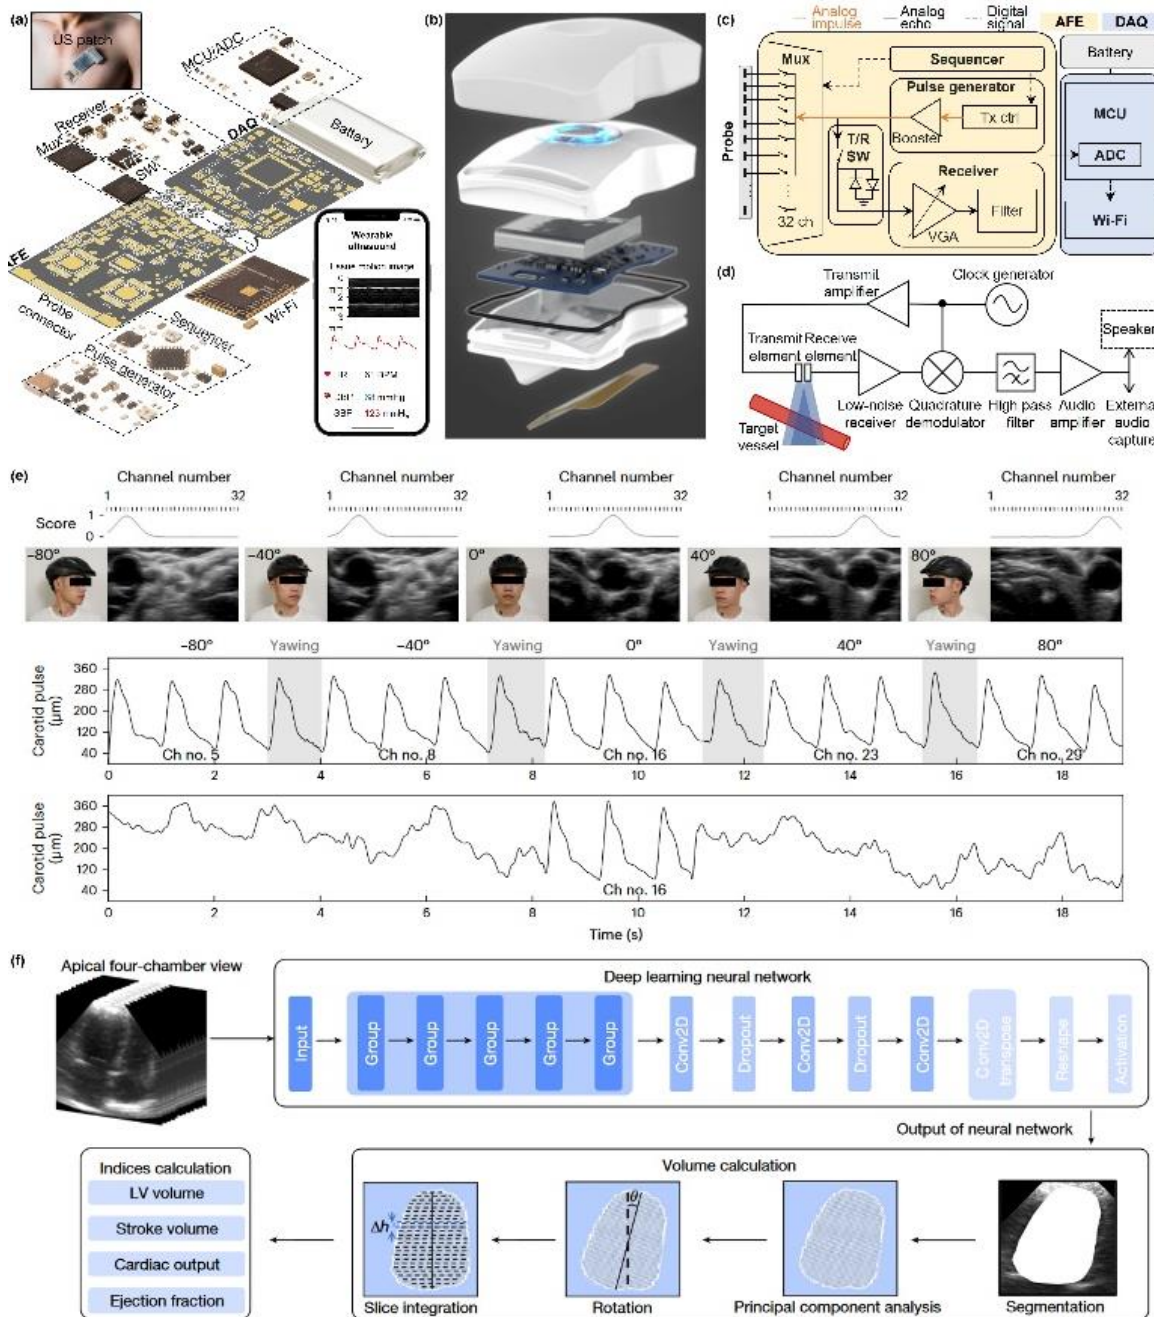 (a)
US patch
MCU/ADC
Receiver
Mux
SW
DAQ
Battery
AFE
Probe
connector
Wi-Fi
Sequencer
Pulse generator
Wearable
ultrasound
Tissue motion image
mmHg
123 mmHg
(b)
(c)
Analog
impulse
Analog
echo
Digital
signal
AFE
DAQ
Mux
Sequencer
Battery
Pulse generator
Booster
Tx ctrl
MCU
T/R
SW
ADC
Probe
Receiver
VGA
Filter
Wi-Fi
32 ch
(d)
Transmit
amplifier
Clock generator
Speaker
Transmit Receive
element element
Target
vessel
Low-noise
receiver
Quadrature
demodulator
High pass
filter
Audio
amplifier
External
audio
capture
(e)
Channel number
Channel number
Channel number
Channel number
Channel number
1 32
1 32
1 32
1 32
1 32
Score
1
0
–80°
–40°
0°
40°
80°
–80°
Yawing
–40°
Yawing
0°
Yawing
40°
Yawing
80°
Carotid pulse
(µm)
360
280
200
120
40
Ch no. 5
Ch no. 8
Ch no. 16
Ch no. 23
Ch no. 29
0 2 4 6 8 10 12 14 16 18
Carotid pulse
(µm)
360
280
200
120
40
Ch no. 16
0 2 4 6 8 10 12 14 16 18
Time (s)
(f)
Apical four-chamber view
Deep learning neural network
Input
Group
Group
Group
Group
Group
Conv2D
Dropout
Conv2D
Dropout
Conv2D
Conv2D
transpose
Reshape
Activation
Output of neural network
Indices calculation
LV volume
Stroke volume
Cardiac output
Ejection fraction
Volume calculation
Δh
θ
Slice integration
Rotation
Principal component analysis
Segmentation